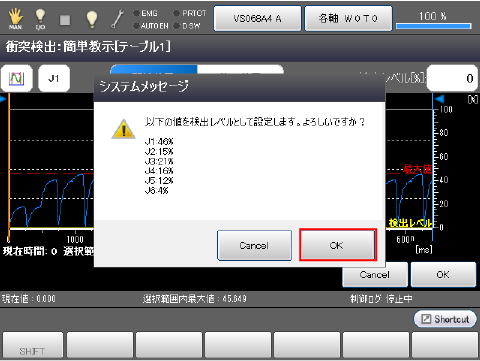 MAN
I/O
EMG
PRTCT
AUTOEN
DSW
VS068A4 A
各軸 W0T0
100 %
衝突検出:簡単教示[テーブル1]
J1
ベル[%]:
0
システムメッセージ
以下の値を検出レベルとして設定します。よろしいですか?
J1:46%
J2:15%
J3:21%
J4:16%
J5:12%
J6:4%
Cancel
OK
[%]
100
80
60
最大値
40
20
検出レベル
0
0
1000
6000
[ms]
現在時間: 0 選択範
Cancel
OK
現在値 : 0.000
選択範囲内最大値 : 45.649
制御ログ 停止中
Shortcut
SHIFT